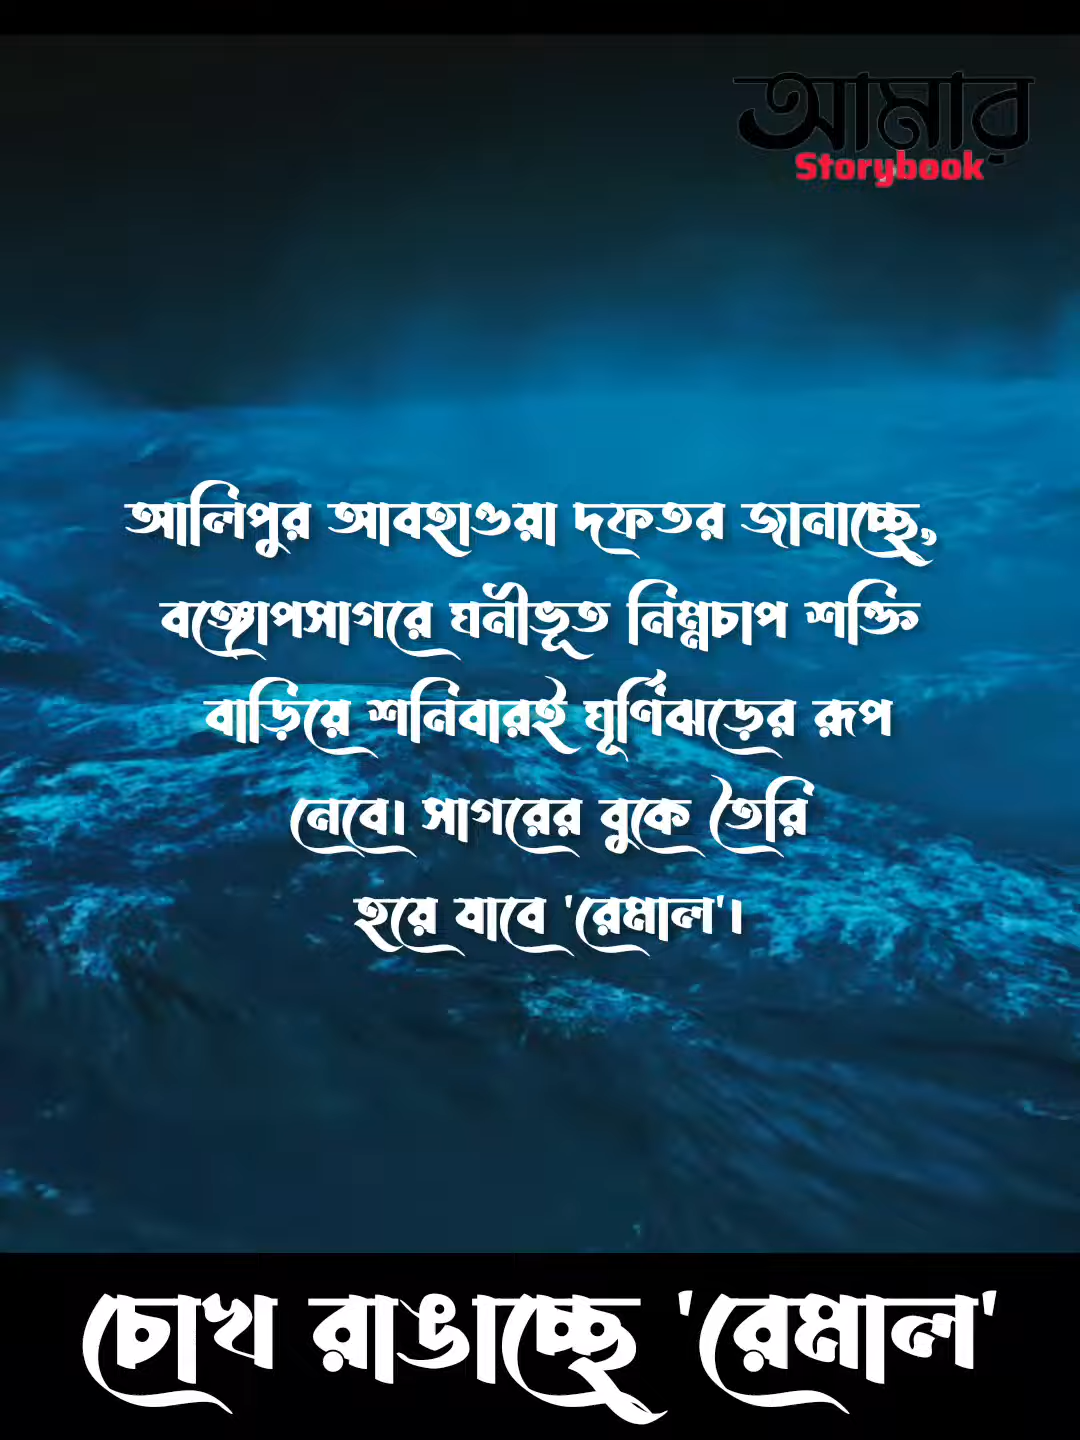 আমার
Storybook
আলিপুর আবহাওয়া দফতর জানাচ্ছে,
বঙ্গোপসাগরে ঘনীভূত নিম্নচাপ শক্তি
বাড়িয়ে শনিবারই ঘূর্ণিঝড়ের রূপ
নেবে। সাগরের বুকে তৈরি
হয়ে যাবে 'রেমাল'।
চোখ রাঙাচ্ছে 'রেমাল'